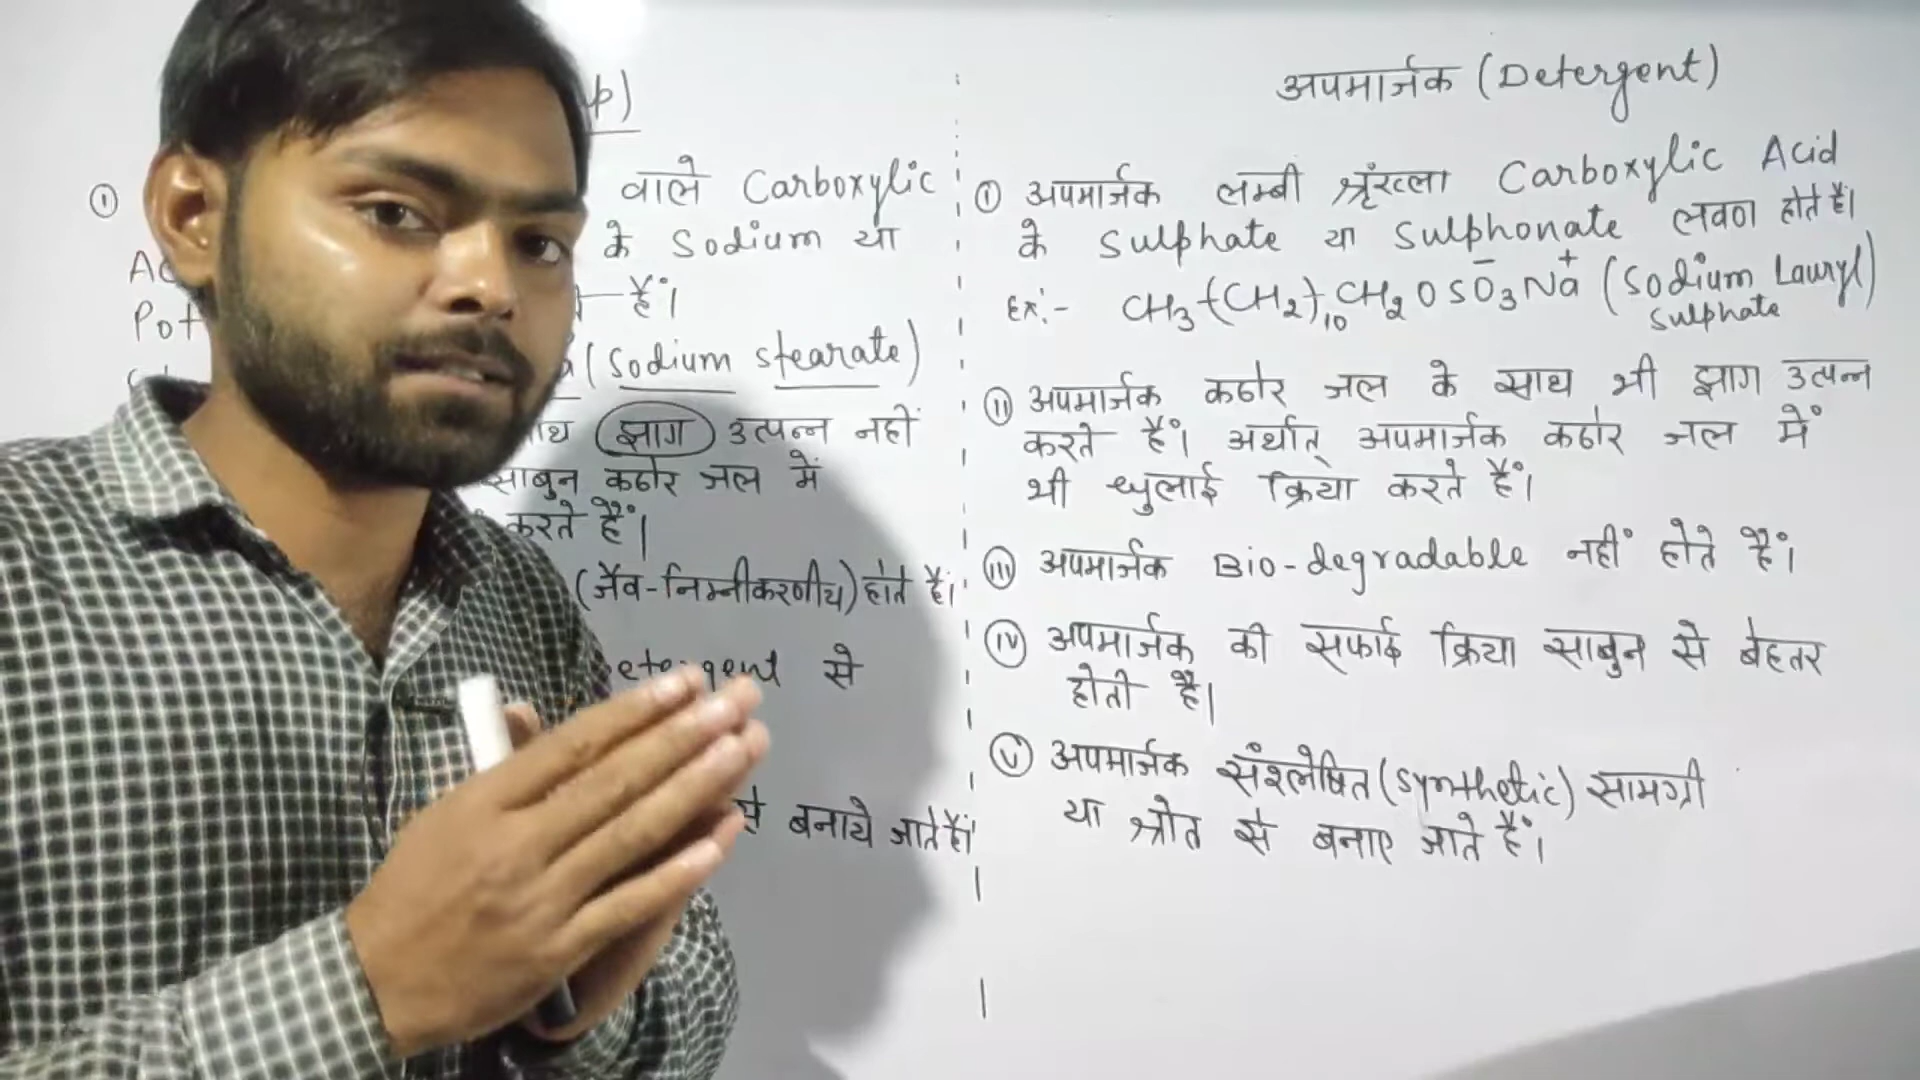 p)
①
वाले Carboxylic
के Sodium या
Pot
है।
(Sodium stearate)
झाग उत्पन्न नहीं
साबुन कठोर जल में
करते हैं।
(जैव-निम्नीकरणीय) होते हैं।
etergent से
से बनाये जाते हैं।
अपमार्जक (Detergent)
① अपमार्जक लम्बी श्रृंखला Carboxylic Acid
के Sulphate या Sulphonate लवण होते हैं।
Ex:- CH₃-(CH₂)₁₀CH₂OSO₃⁻Na⁺ (Sodium Lauryl)
Sulphate
(II) अपमार्जक कठोर जल के साथ भी झाग उत्पन्न
करते हैं। अर्थात् अपमार्जक कठोर जल में
भी धुलाई क्रिया करते हैं।
(III) अपमार्जक Bio-degradable नहीं होते हैं।
(IV) अपमार्जक की सफाई क्रिया साबुन से बेहतर
होती है।
(V) अपमार्जक संश्लेषित (Synthetic) सामग्री
या श्रोत से बनाए जाते हैं।